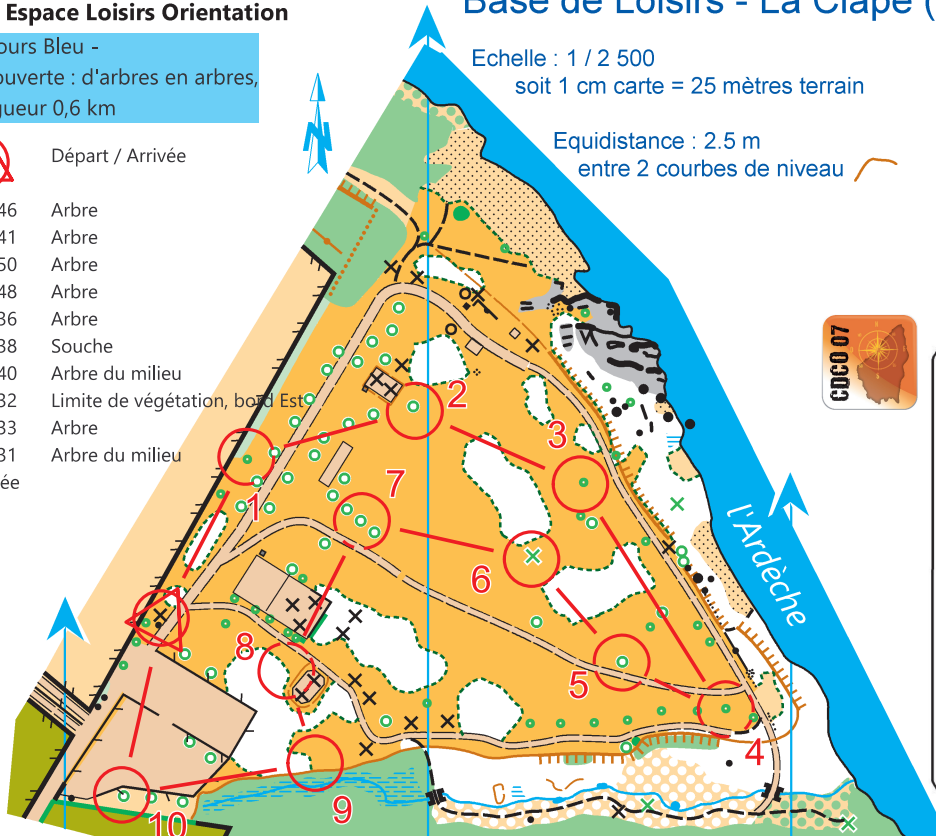 Espace Loisirs Orientation
Base de Loisirs - La Clape (
ours Bleu -
ouverte : d'arbres en arbres,
gueur 0,6 km
Echelle : 1 / 2 500
soit 1 cm carte = 25 mètres terrain
Equidistance : 2.5 m
entre 2 courbes de niveau
N
Départ / Arrivée
46 Arbre
41 Arbre
50 Arbre
48 Arbre
36 Arbre
38 Souche
40 Arbre du milieu
32 Limite de végétation, bord Est
33 Arbre
31 Arbre du milieu
ée
CDCO 07
2
3
7
1
l'Ardèche
6
8
5
4
9
10